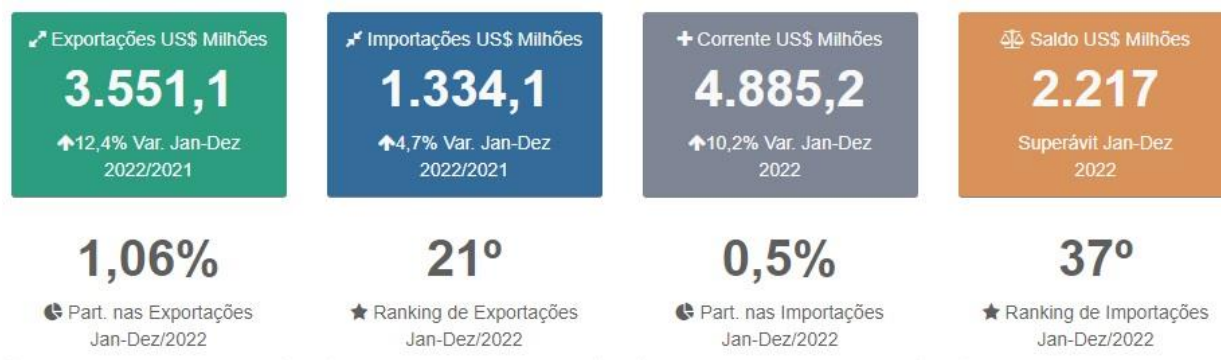 Exportações US$ Milhões
3.551,1
12,4% Var. Jan-Dez
2022/2021
Importações US$ Milhões
1.334,1
4,7% Var. Jan-Dez
2022/2021
Corrente US$ Milhões
4.885,2
10,2% Var. Jan-Dez
2022
Saldo US$ Milhões
2.217
Superávit Jan-Dez
2022
1,06%
Part. nas Exportações
Jan-Dez/2022
21º
Ranking de Exportações
Jan-Dez/2022
0,5%
Part. nas Importações
Jan-Dez/2022
37º
Ranking de Importações
Jan-Dez/2022